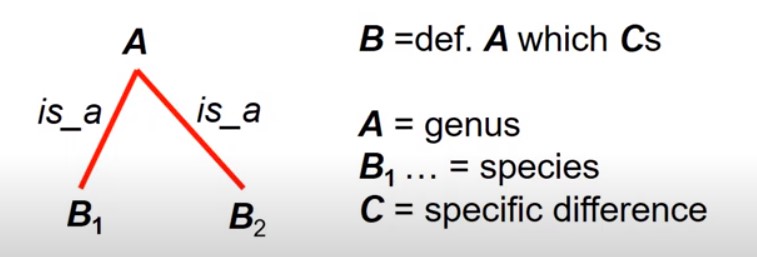 A
is_a is_a
B₁ B₂
B =def. A which Cs
A = genus
B₁ ... = species
C = specific difference